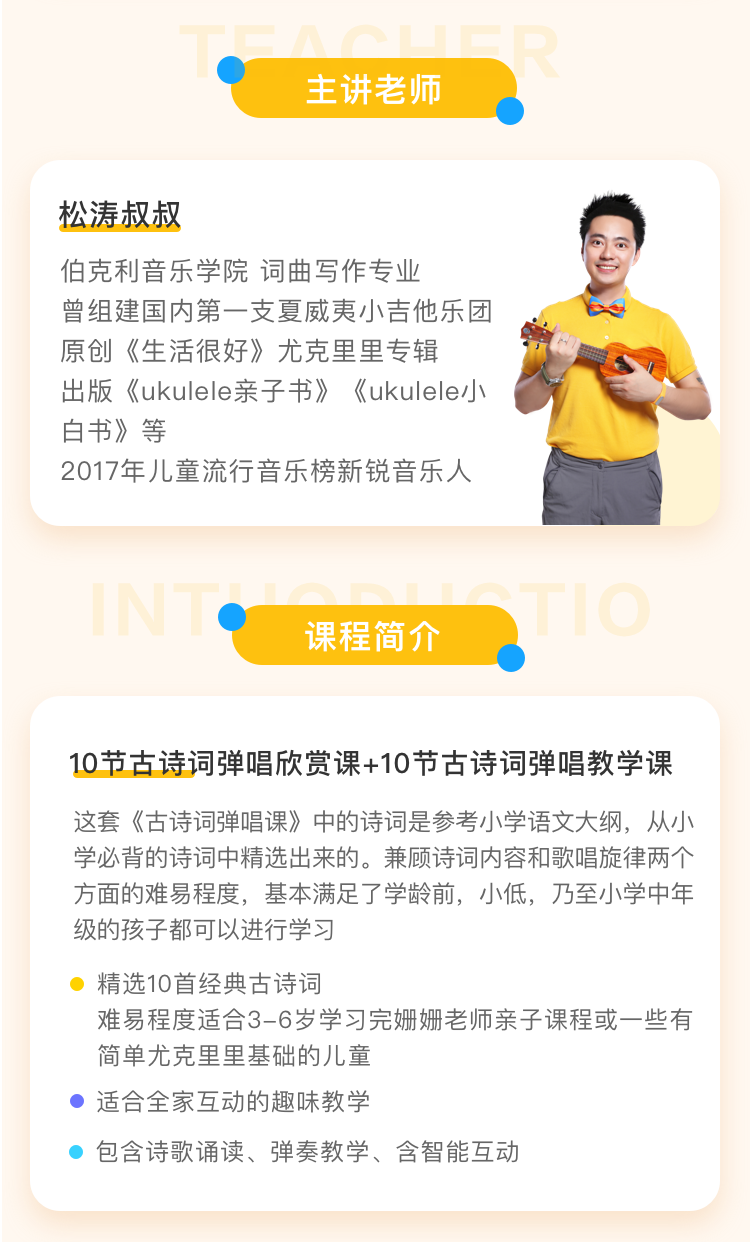 TEACHER
主讲老师
松涛叔叔
伯克利音乐学院 词曲写作专业
曾组建国内第一支夏威夷小吉他乐团
原创《生活很好》尤克里里专辑
出版《ukulele亲子书》《ukulele小
白书》等
2017年儿童流行音乐榜新锐音乐人
INTUODUCTIO
课程简介
10节古诗词弹唱欣赏课+10节古诗词弹唱教学课
这套《古诗词弹唱课》中的诗词是参考小学语文大纲，从小
学必背的诗词中精选出来的。兼顾诗词内容和歌唱旋律两个
方面的难易程度，基本满足了学龄前，小低，乃至小学中年
级的孩子都可以进行学习
精选10首经典古诗词
难易程度适合3-6岁学习完姗姗老师亲子课程或一些有
简单尤克里里基础的儿童
适合全家互动的趣味教学
包含诗歌诵读、弹奏教学、含智能互动